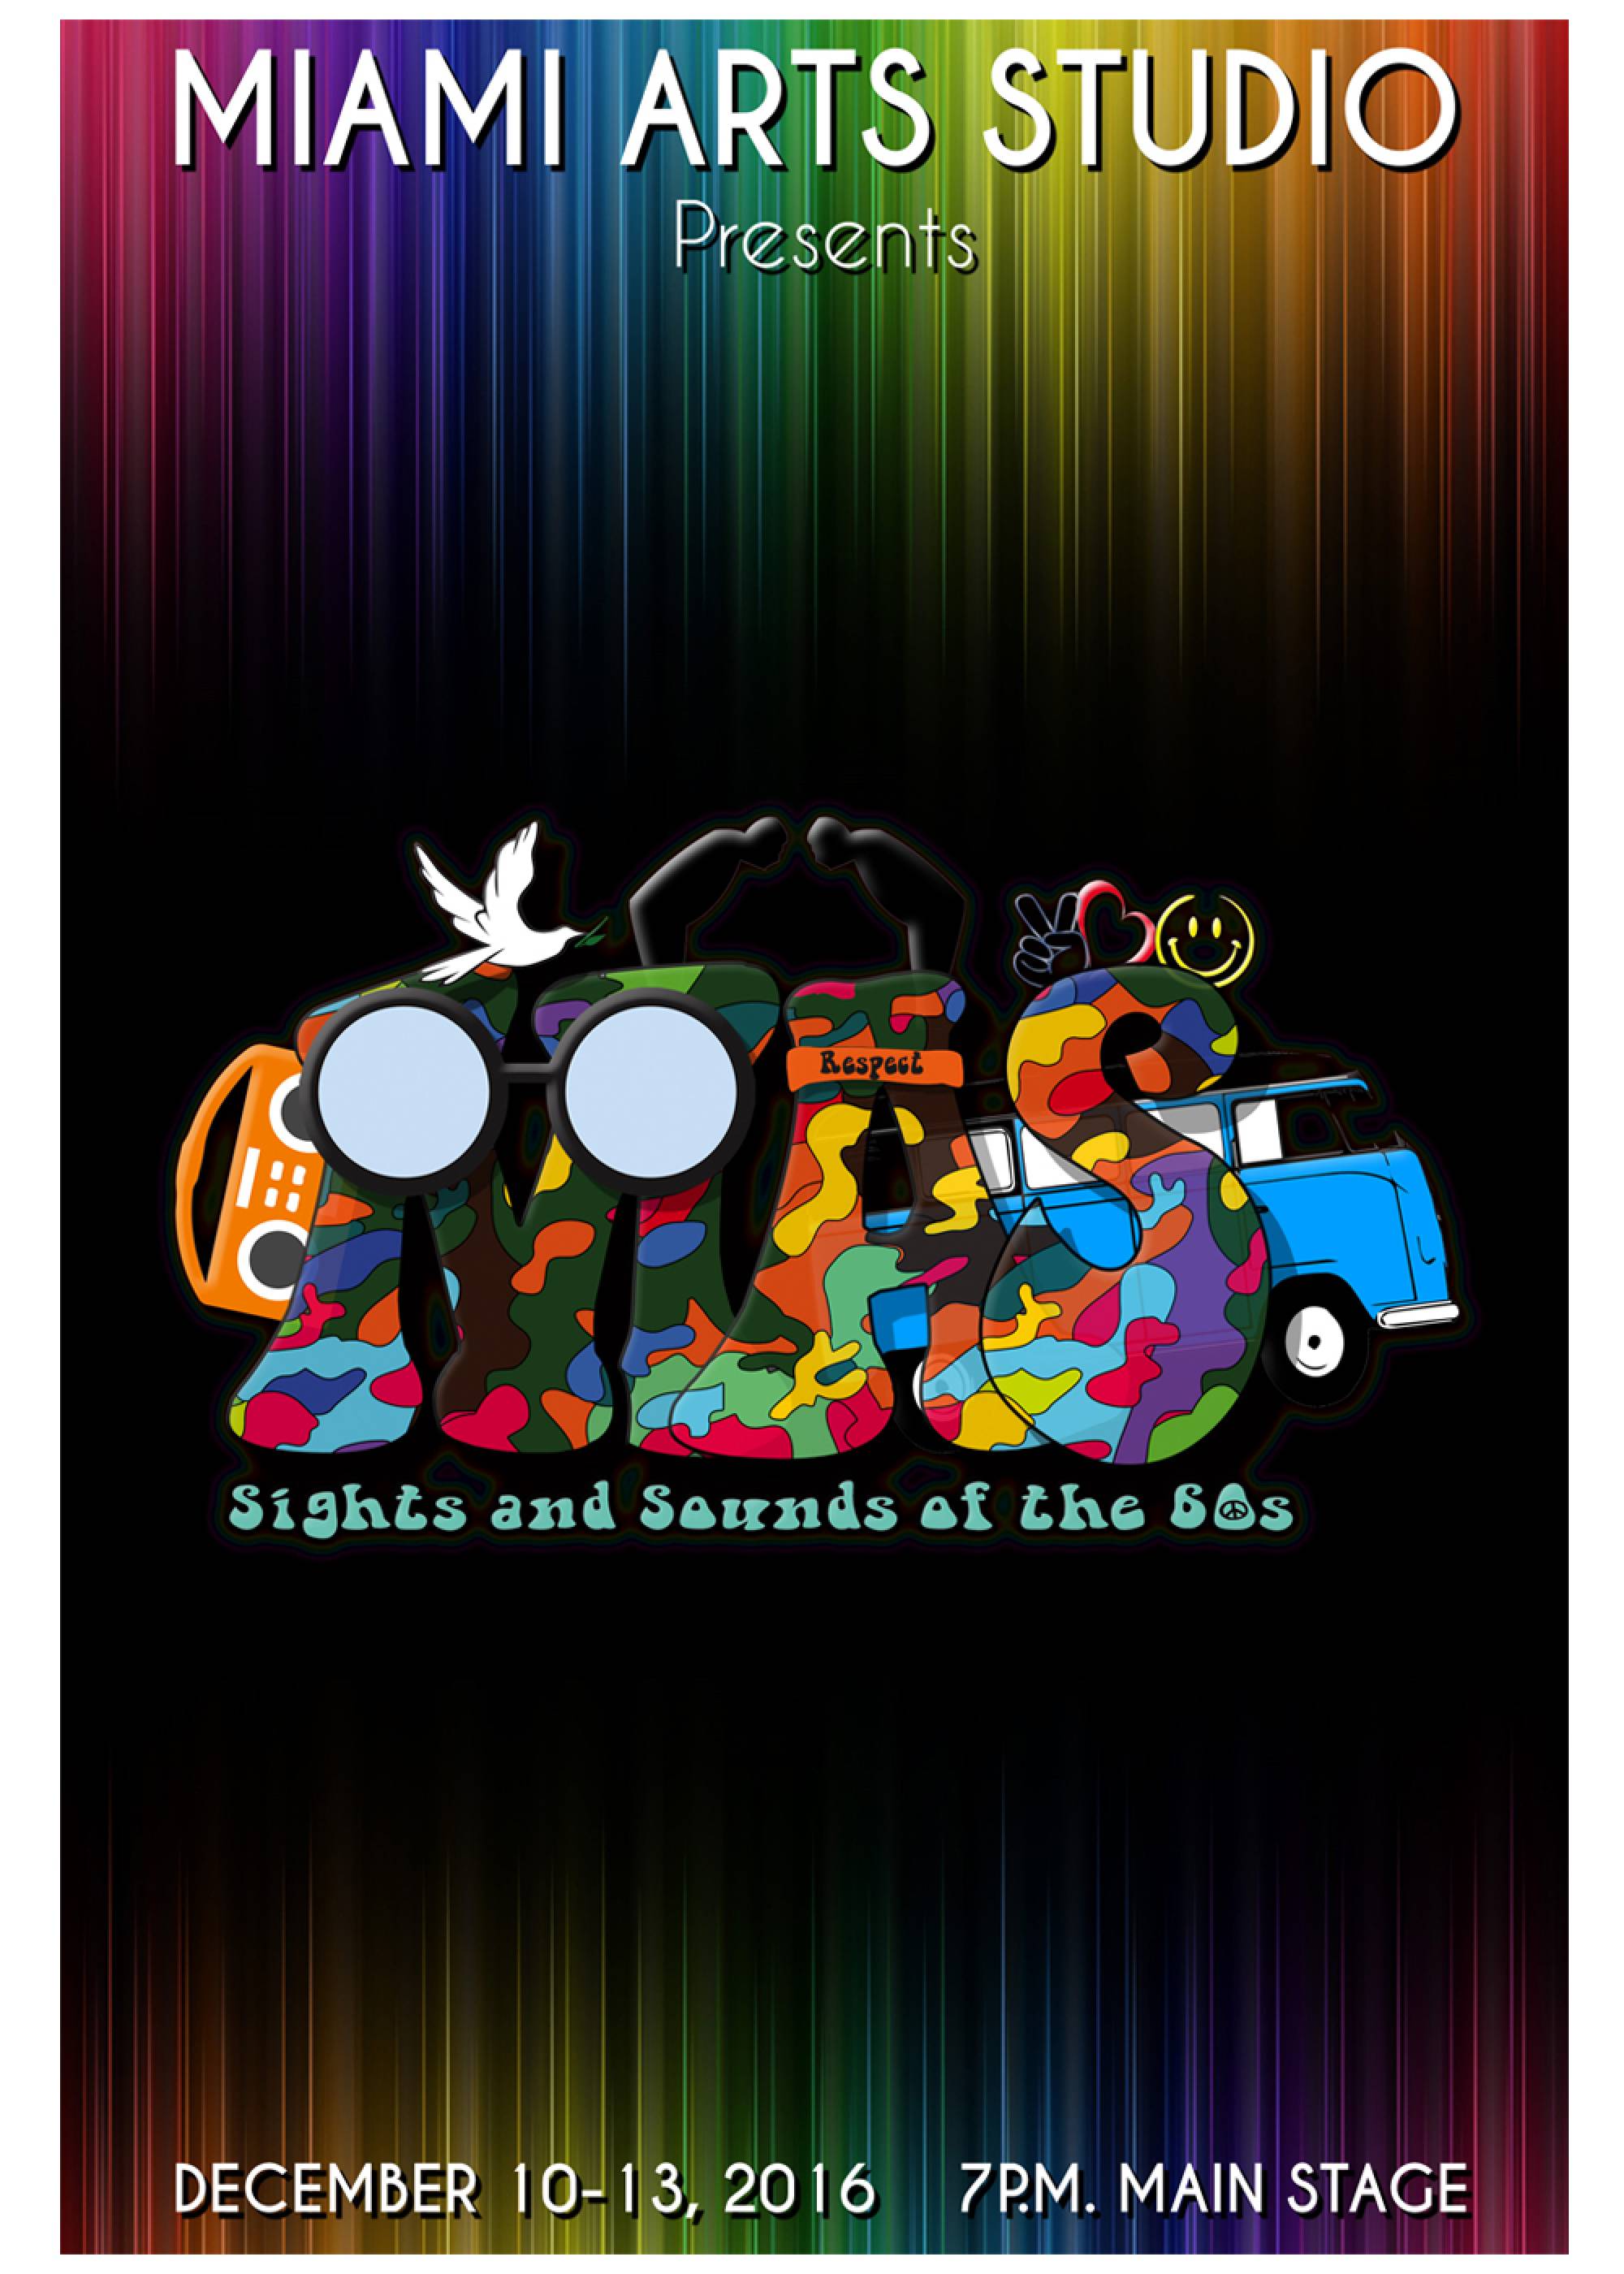 MIAMI ARTS STUDIO
Presents
MAS
Respect
Sights and Sounds of the 60s
DECEMBER 10-13, 2016 7P.M. MAIN STAGE